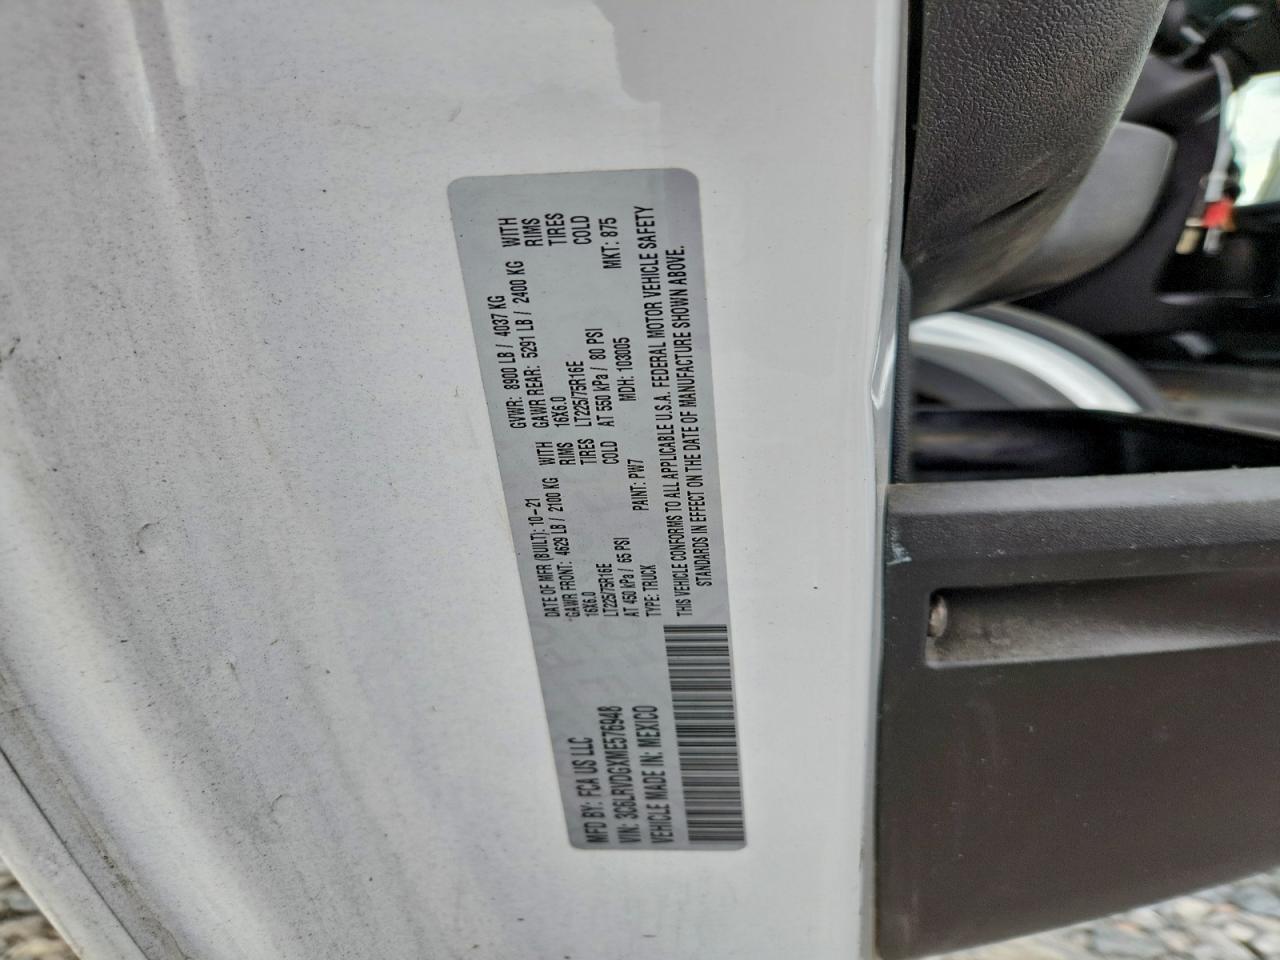 MFD BY: FCA US LLC
VIN: 3C6LRVDGXME576948
VEHICLE MADE IN: MEXICO
DATE OF MFR (BUILT): 10-21
GVWR: 8900 LB / 4037 KG
GAWR FRONT: 4629 LB / 2100 KG WITH
GAWR REAR: 5291 LB / 2400 KG WITH
16X6.0 RIMS
16X6.0 RIMS
LT225/75R16E TIRES
LT225/75R16E TIRES
AT 450 kPa / 65 PSI COLD
AT 550 kPa / 80 PSI COLD
TYPE: TRUCK PAINT: PW7 MDH: 103005 MKT: 875
THIS VEHICLE CONFORMS TO ALL APPLICABLE U.S.A. FEDERAL MOTOR VEHICLE SAFETY
STANDARDS IN EFFECT ON THE DATE OF MANUFACTURE SHOWN ABOVE.